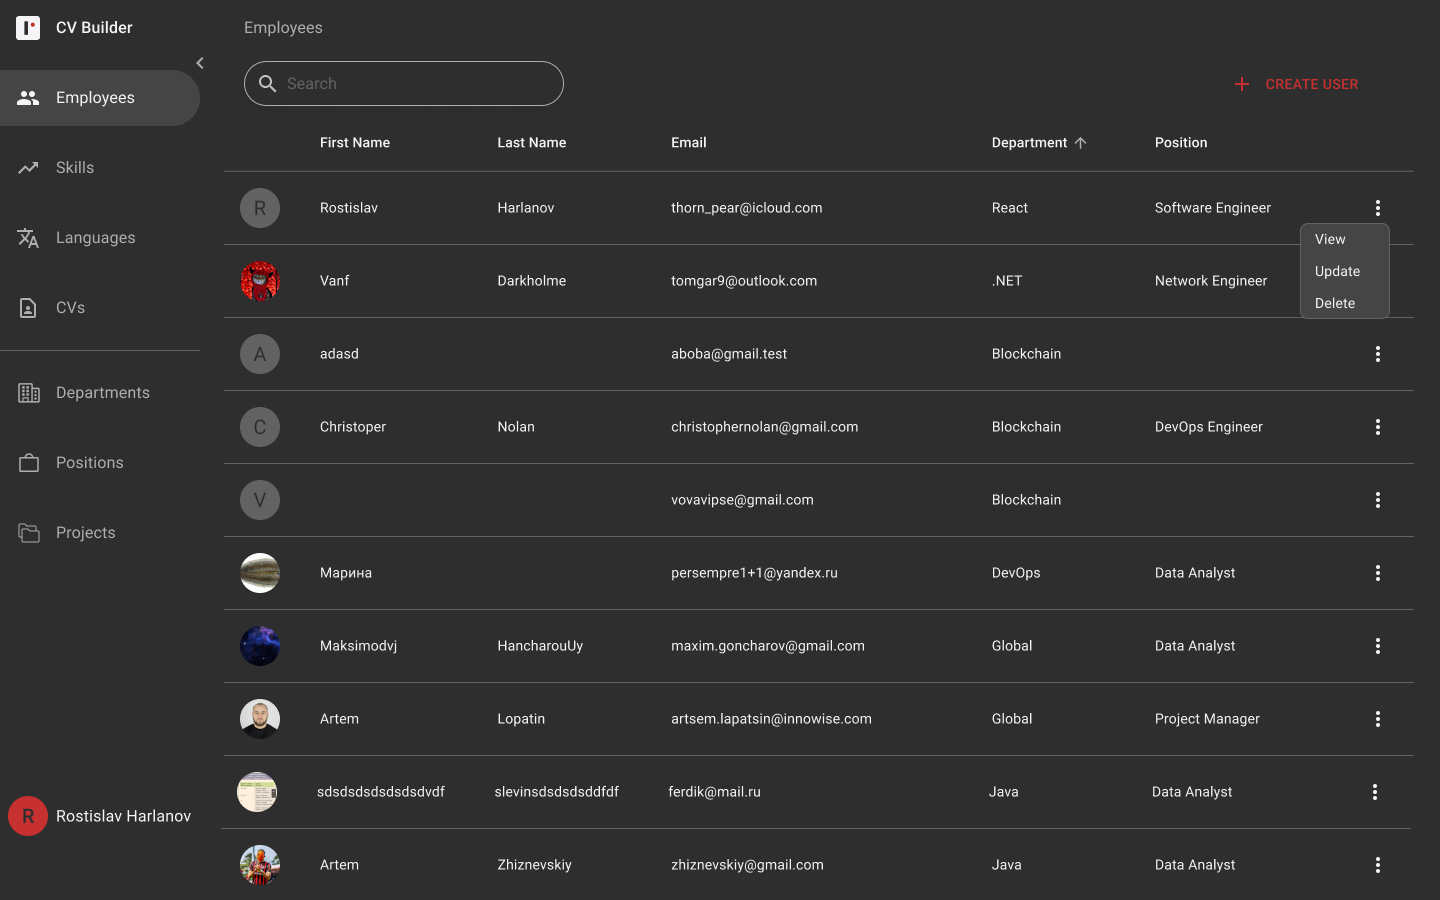 CV Builder
Employees
Skills
Languages
CVs
Departments
Positions
Projects
R Rostislav Harlanov
Employees
Search
CREATE USER
First Name Last Name Email Department Position
R Rostislav Harlanov thorn_pear@icloud.com React Software Engineer
View
Update
Delete
Vanf Darkholme tomgar9@outlook.com .NET Network Engineer
A adasd aboba@gmail.test Blockchain
C Christoper Nolan christophernolan@gmail.com Blockchain DevOps Engineer
V vovavipse@gmail.com Blockchain
Марина persempre1+1@yandex.ru DevOps Data Analyst
Maksimodvj HancharouUy maxim.goncharov@gmail.com Global Data Analyst
Artem Lopatin artsem.lapatsin@innowise.com Global Project Manager
sdsdsdsdsdsdsdvdf slevinsdsdsdsddfdf ferdik@mail.ru Java Data Analyst
Artem Zhiznevskiy zhiznevskiy@gmail.com Java Data Analyst